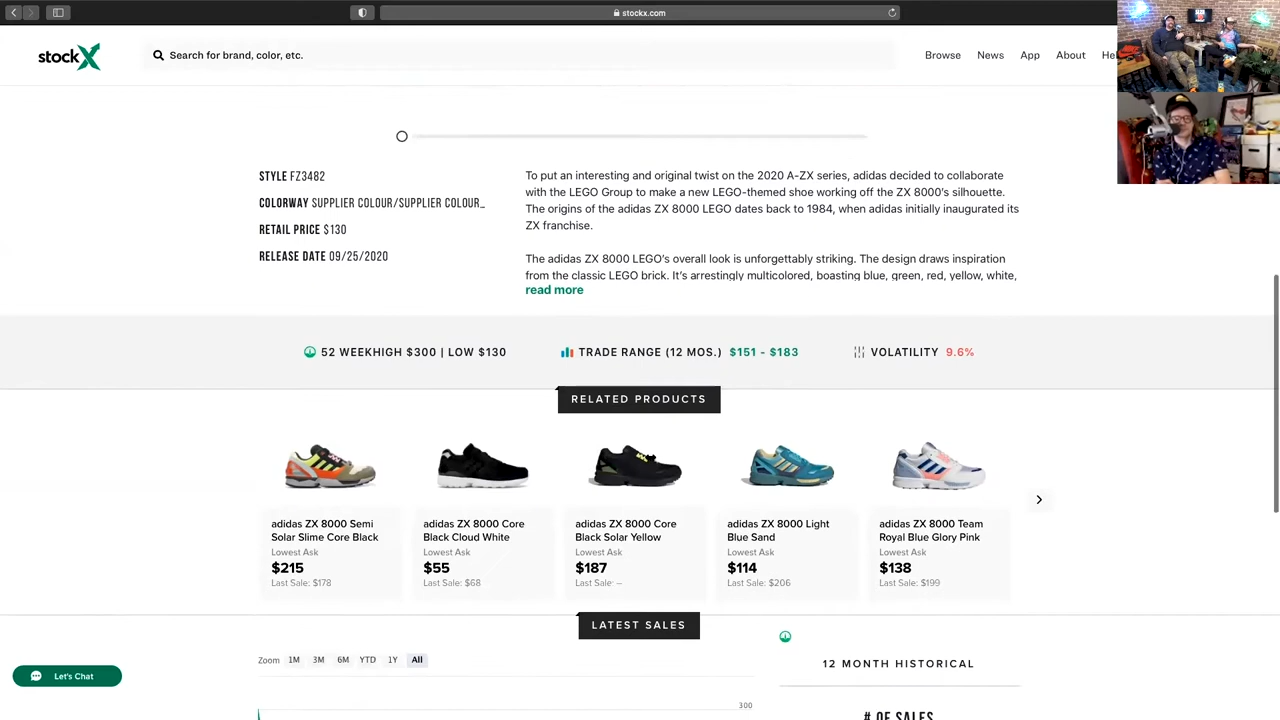 stockx.com
stockX
Search for brand, color, etc.
Browse News App About
STYLE FZ3482
COLORWAY SUPPLIER COLOUR/SUPPLIER COLOUR_
RETAIL PRICE $130
RELEASE DATE 09/25/2020
To put an interesting and original twist on the 2020 A-ZX series, adidas decided to collaborate
with the LEGO Group to make a new LEGO-themed shoe working off the ZX 8000's silhouette.
The origins of the adidas ZX 8000 LEGO dates back to 1984, when adidas initially inaugurated its
ZX franchise.
The adidas ZX 8000 LEGO's overall look is unforgettably striking. The design draws inspiration
from the classic LEGO brick. It's arrestingly multicolored, boasting blue, green, red, yellow, white,
read more
52 WEEKHIGH $300 | LOW $130
TRADE RANGE (12 MOS.) $151 - $183
VOLATILITY 9.6%
RELATED PRODUCTS
adidas ZX 8000 Semi
Solar Slime Core Black
Lowest Ask
$215
Last Sale: $178
adidas ZX 8000 Core
Black Cloud White
Lowest Ask
$55
Last Sale: $68
adidas ZX 8000 Core
Black Solar Yellow
Lowest Ask
$187
Last Sale: --
adidas ZX 8000 Light
Blue Sand
Lowest Ask
$114
Last Sale: $206
adidas ZX 8000 Team
Royal Blue Glory Pink
Lowest Ask
$138
Last Sale: $199
LATEST SALES
Zoom 1M 3M 6M YTD 1Y All
300
12 MONTH HISTORICAL
# OF SALES
Let's Chat